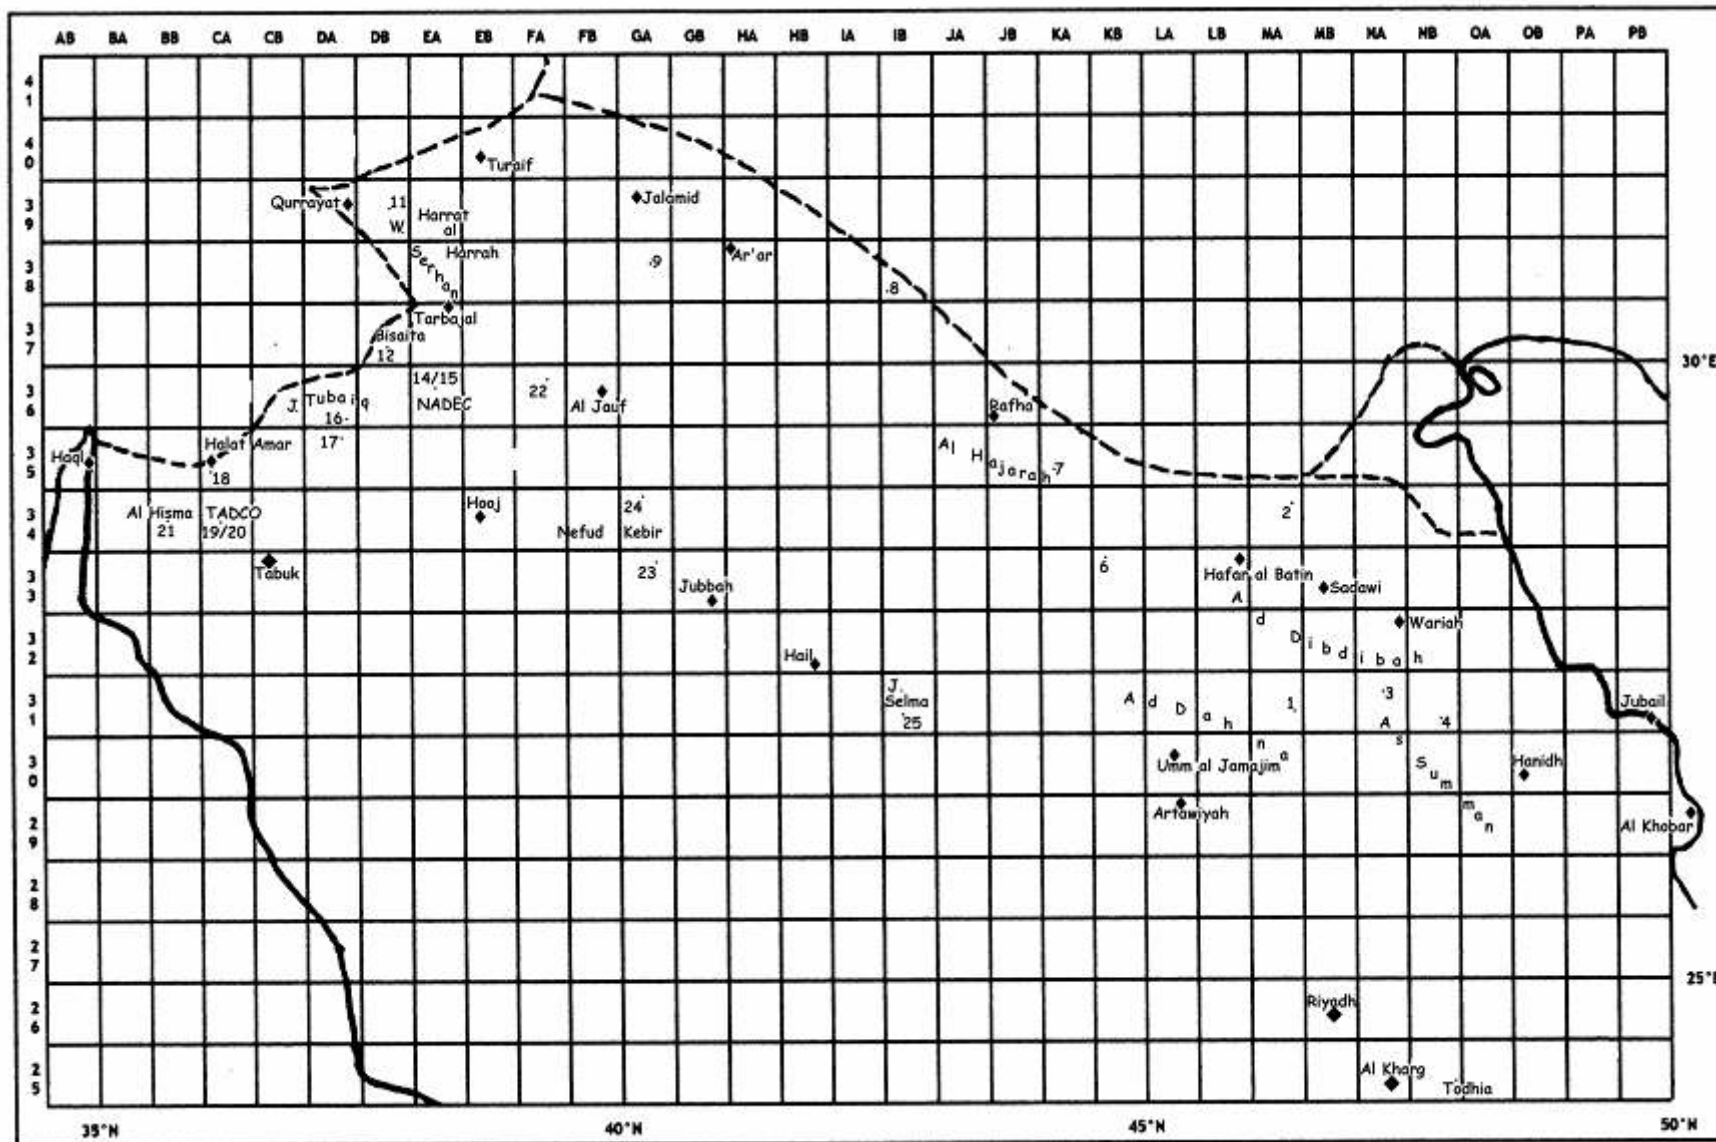 AB BA BB CA CB DA DB EA EB FA FB GA GB HA HB IA IB JA JB KA KB LA LB MA MB NA NB OA OB PA PB
41
40
Turaif
39
Qurrayat
11
W.
Harrat
al
Harrah
Jalamid
38
Serhan
9
Ar'ar
8
37
Tarbajal
Bisaita
12
30°E
36
14/15
NADEC
22
Al Jauf
J. Tubaiq
16
Rafha
35
Haql
Halat Amar
17
18
Al Hajarah
7
34
Al Hisma
21
TADCO
19/20
Haaj
24
Nefud Kebir
2
33
Tabuk
23
Jubbah
6
Hafar al Batin
Sadawi
32
Hail
Ad Dibdibah
Wariah
31
J.
Selma
25
Ad Dahna
1
3
4
Jubail
30
Umm al Jamajim
As Summan
Hanidh
29
Artawiyah
Al Khobar
28
27
25°E
26
Riyadh
25
Al Kharg
Todhia
35°N 40°N 45°N 50°N